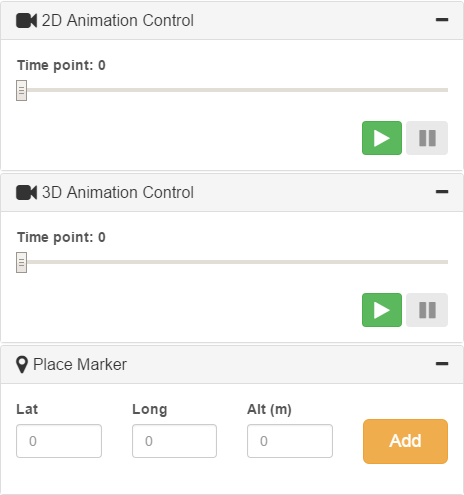 2D Animation Control
Time point: 0
3D Animation Control
Time point: 0
Place Marker
Lat Long Alt (m)
0 0 0 Add